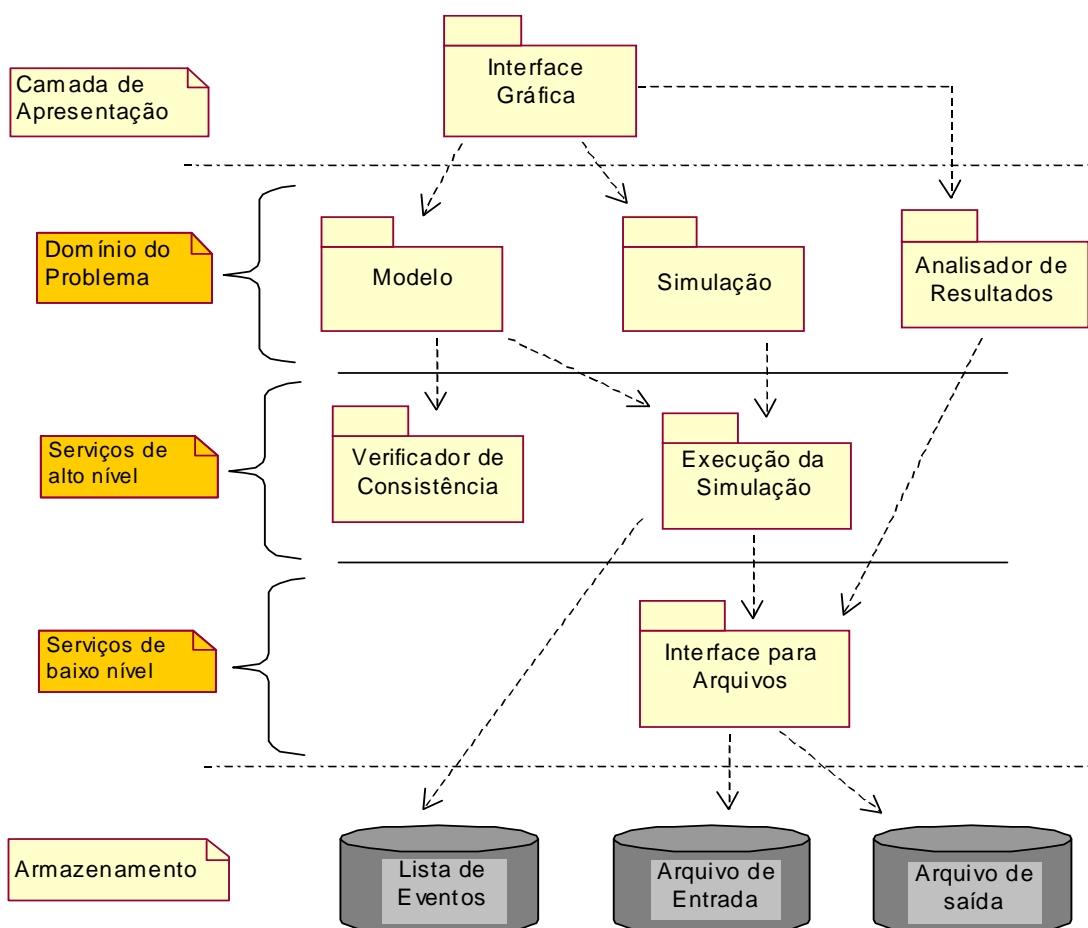 Interface
Gráfica
Camada de
Apresentação
Domínio do
Problema
Modelo
Simulação
Analisador de
Resultados
Serviços de
alto nível
Verificador de
Consistência
Execução da
Simulação
Serviços de
baixo nível
Interface para
Arquivos
Armazenamento
Lista de
Eventos
Arquivo de
Entrada
Arquivo de
saída